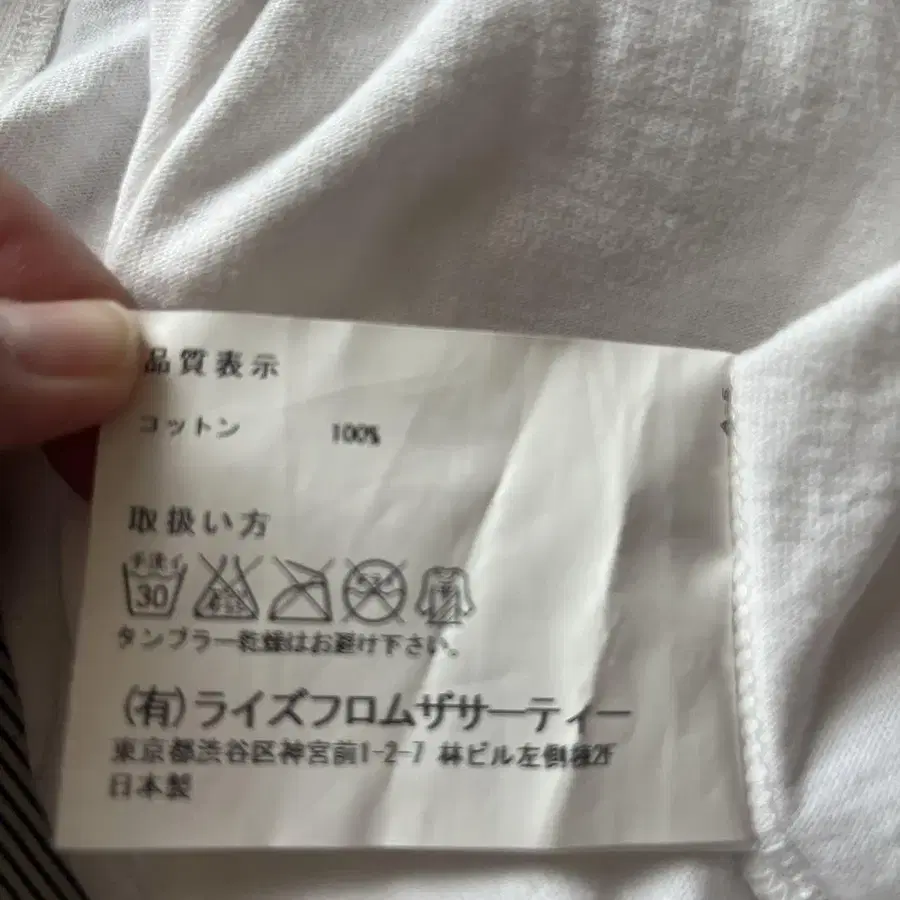 品質表示
コットン 100%
取扱い方
手洗イ
30
タンブラー乾燥はお避け下さい。
(有)ライズフロムザサーティー
東京都渋谷区神宮前1-2-7 林ビル左側棟2F
日本製